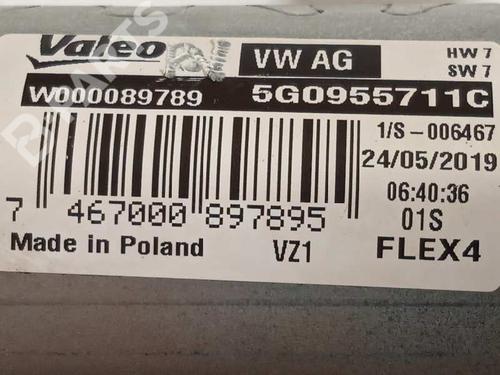 Valeo VW AG HW 7
SW 7
W000089789 5G0955711C
1/S-006467
24/05/2019
06:40:36
7 467000 897895 01S
Made in Poland VZ1 FLEX4